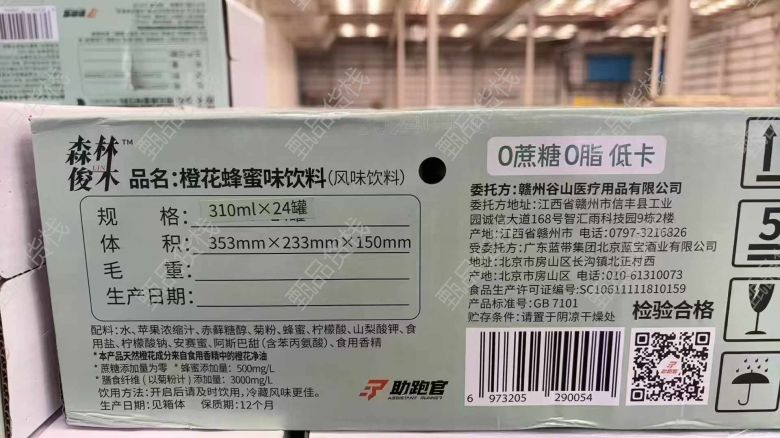 森林™
LIN
俊木
品名:橙花蜂蜜味饮料(风味饮料)
规 格: 310ml×24罐
体 积: 353mm×233mm×150mm
毛 重:
生产日期:
配料:水、苹果浓缩汁、赤藓糖醇、菊粉、蜂蜜、柠檬酸、山梨酸钾、食
用盐、柠檬酸钠、安赛蜜、阿斯巴甜(含苯丙氨酸)、食用香精
*本产品天然橙花成分来自食用香精中的橙花净油
*蔗糖添加量为零 *蜂蜜添加量: 500mg/L
*膳食纤维(以菊粉计)添加量: 3000mg/L
饮用方法:开启后请及时饮用,冷藏风味更佳。
生产日期:见箱体 保质期:12个月
助跑官
ASSISTANT RUNNER
0蔗糖0脂 低卡
委托方:赣州谷山医疗用品有限公司
委托方地址:江西省赣州市信丰县工业
园诚信大道168号智汇雨科技园9栋2楼
产地:江西省赣州市 电话:0797-3216826
受委托方:广东蓝带集团北京蓝宝酒业有限公司
地址:北京市房山区长沟镇北正村西
产地:北京市房山区 电话:010-61310073
食品生产许可证编号:SC10611111810159
产品标准号:GB 7101
贮存条件:请置于阴凉干燥处
检验合格
6 973205 290054
5
甄品货栈